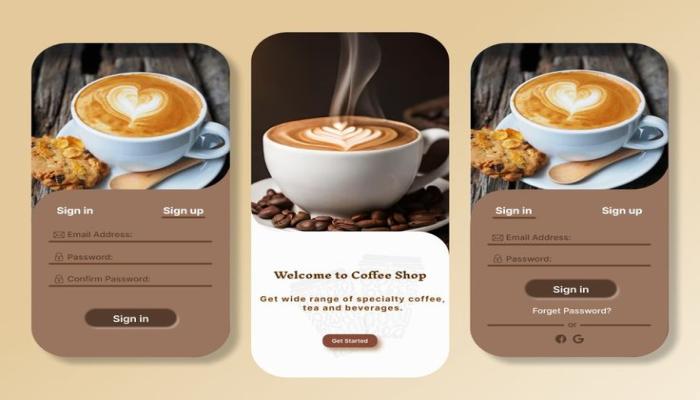 Sign in
Sign up
Email Address:
Password:
Confirm Password:
Sign in
Welcome to Coffee Shop
Get wide range of specialty coffee,
tea and beverages.
Get Started
Sign in
Sign up
Email Address:
Password:
Sign in
Forget Password?
or